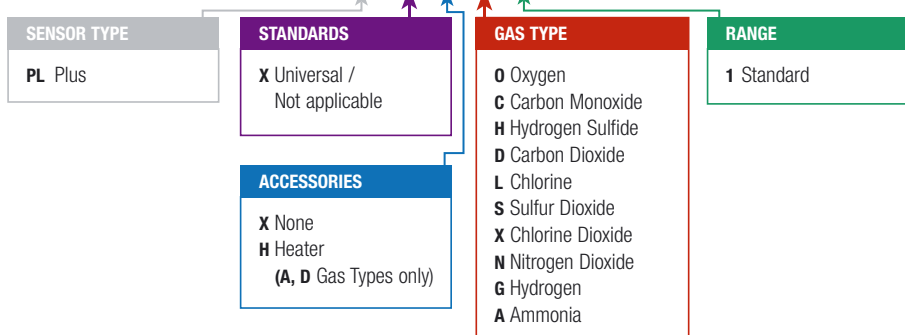 SENSOR TYPE
PL Plus
STANDARDS
X Universal /
Not applicable
ACCESSORIES
X None
H Heater
(A, D Gas Types only)
GAS TYPE
O Oxygen
C Carbon Monoxide
H Hydrogen Sulfide
D Carbon Dioxide
L Chlorine
S Sulfur Dioxide
X Chlorine Dioxide
N Nitrogen Dioxide
G Hydrogen
A Ammonia
RANGE
1 Standard